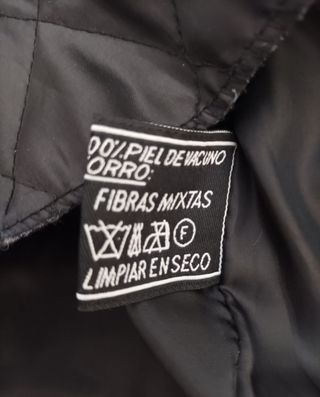 00% PIEL DE VACUNO
ORRO:
FIBRAS MIXTAS
F
LIMPIAR EN SECO